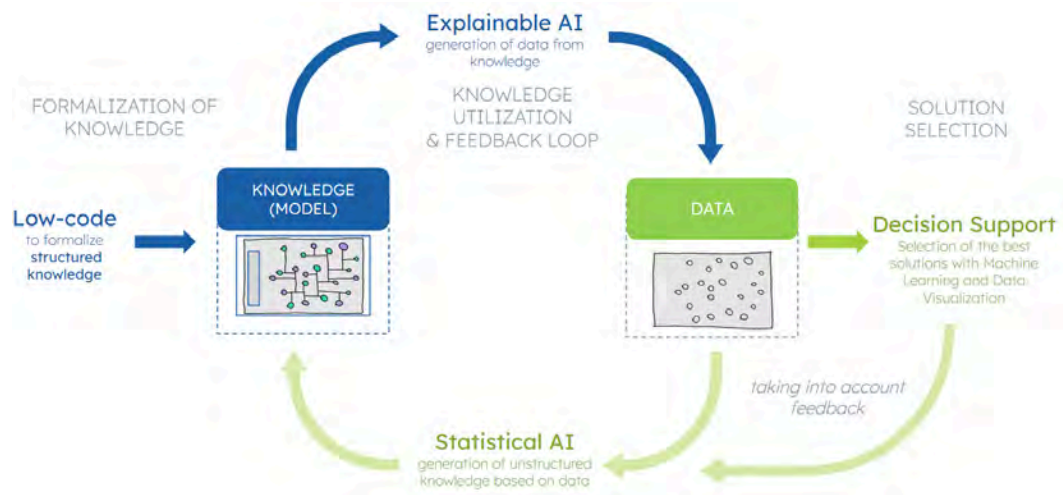 Explainable AI
generation of data from
knowledge
FORMALIZATION OF
KNOWLEDGE
KNOWLEDGE
UTILIZATION
& FEEDBACK LOOP
SOLUTION
SELECTION
KNOWLEDGE
(MODEL)
DATA
Low-code
to formalize
structured
knowledge
Decision Support
Selection of the best
solutions with Machine
Learning and Data
Visualization
taking into account
feedback
Statistical AI
generation of unstructured
knowledge based on data